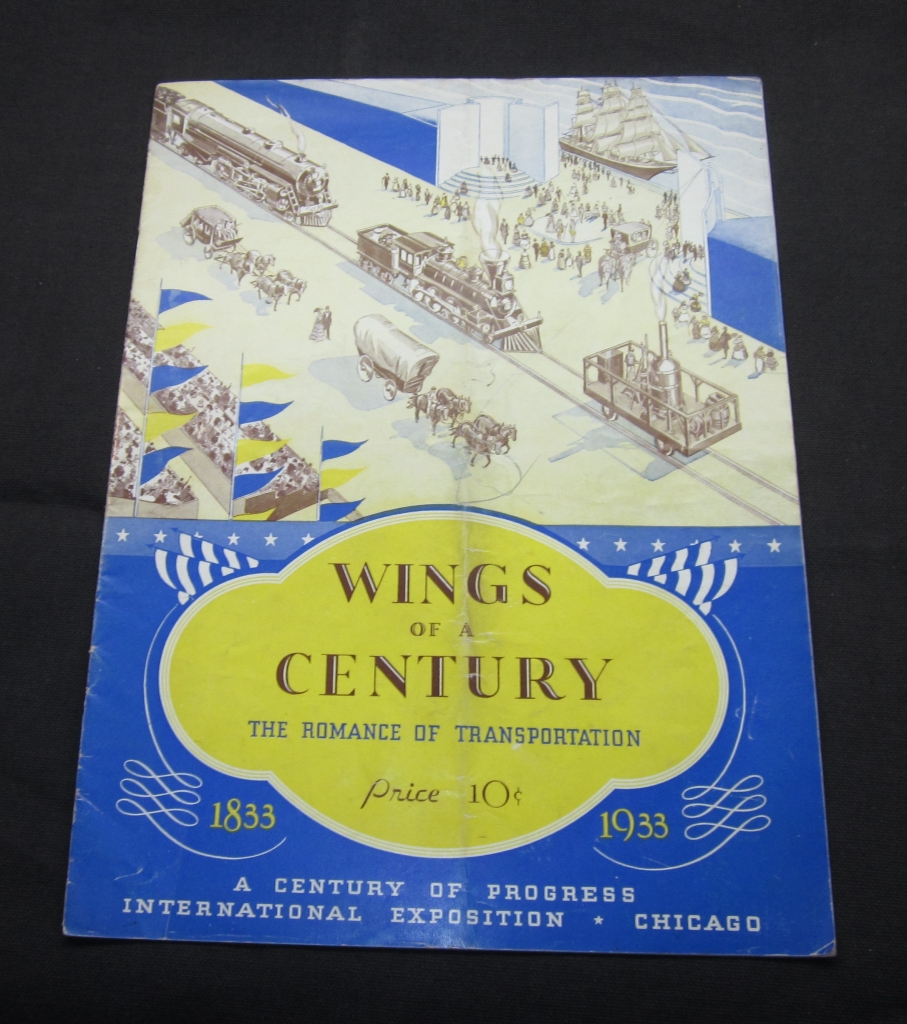 WINGS
OF A
CENTURY
THE ROMANCE OF TRANSPORTATION
Price 10¢
1833 1933
A CENTURY OF PROGRESS
INTERNATIONAL EXPOSITION * CHICAGO